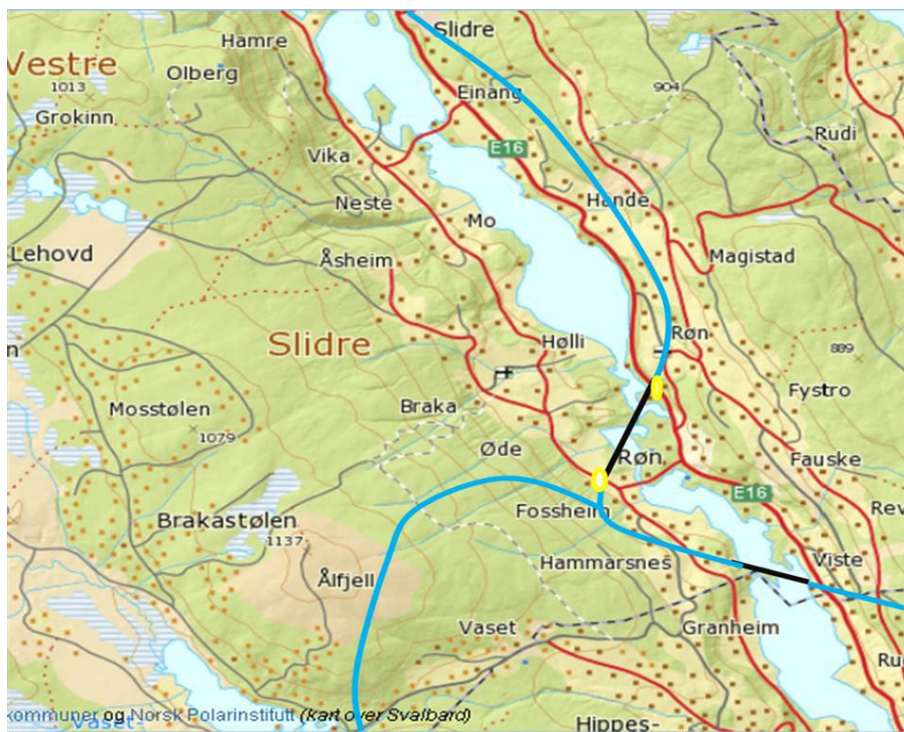 Slidre
Hamre
Vestre
Olberg
1013
Einang
904
Grokinn
Rudi
E16
Vika
Neste
Hande
Mo
Lehovd
Åsheim
Magistad
Røn
Slidre
Hølli
n
889
Fystro
Braka
Mosstølen
1079
Øde
Røn
Fauske
E16
Fossheim
Rev
Brakastølen
1137
Hammarsnes
Viste
Ålfjell
Vaset
Granheim
Ru
kommuner og Norsk Polarinstitutt (kart over Svalbard)
Vaset-
Hippes-